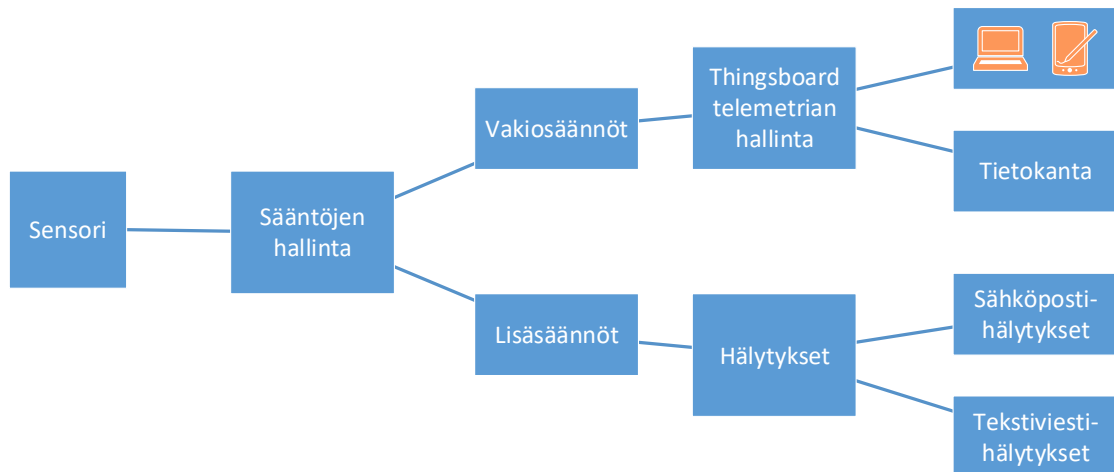 Sensori
Sääntöjen
hallinta
Vakiosäännöt
Lisäsäännöt
Thingsboard
telemetrian
hallinta
Hälytykset
Tietokanta
Sähköposti-
hälytykset
Tekstiviesti-
hälytykset